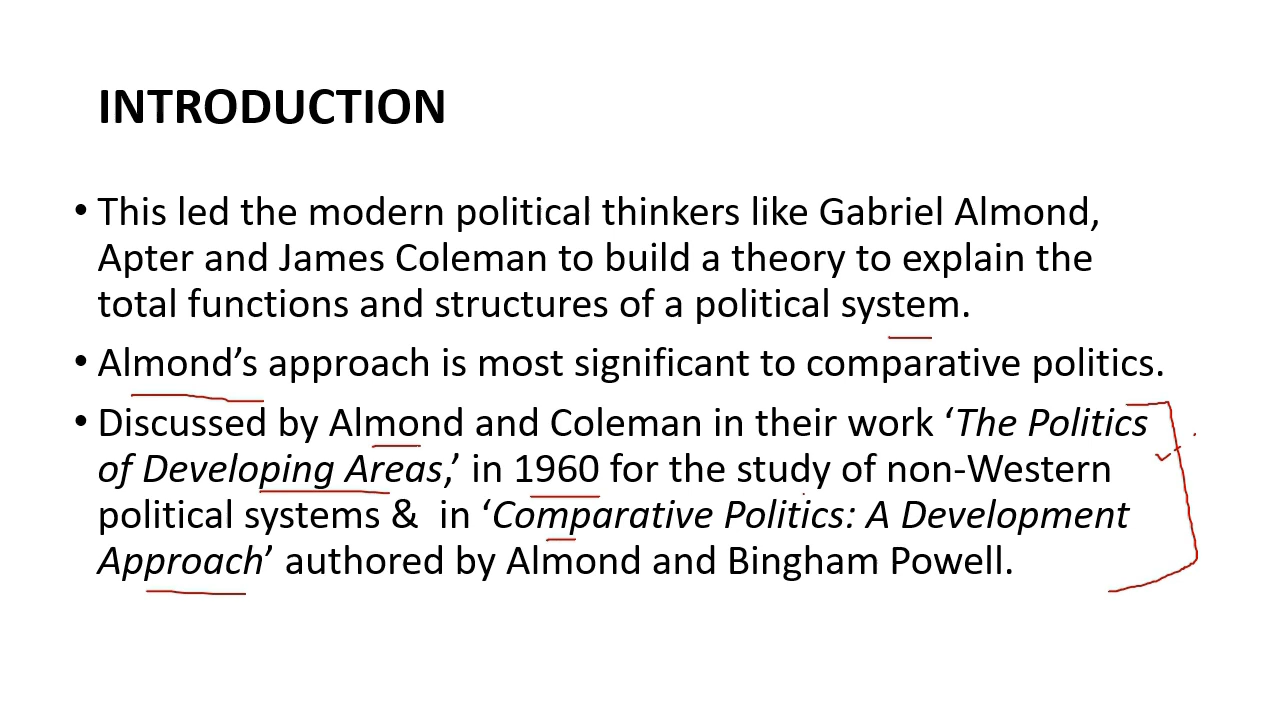 INTRODUCTION
• This led the modern political thinkers like Gabriel Almond,
Apter and James Coleman to build a theory to explain the
total functions and structures of a political system.
• Almond’s approach is most significant to comparative politics.
• Discussed by Almond and Coleman in their work ‘The Politics
of Developing Areas,’ in 1960 for the study of non-Western
political systems &  in ‘Comparative Politics: A Development
Approach’ authored by Almond and Bingham Powell.